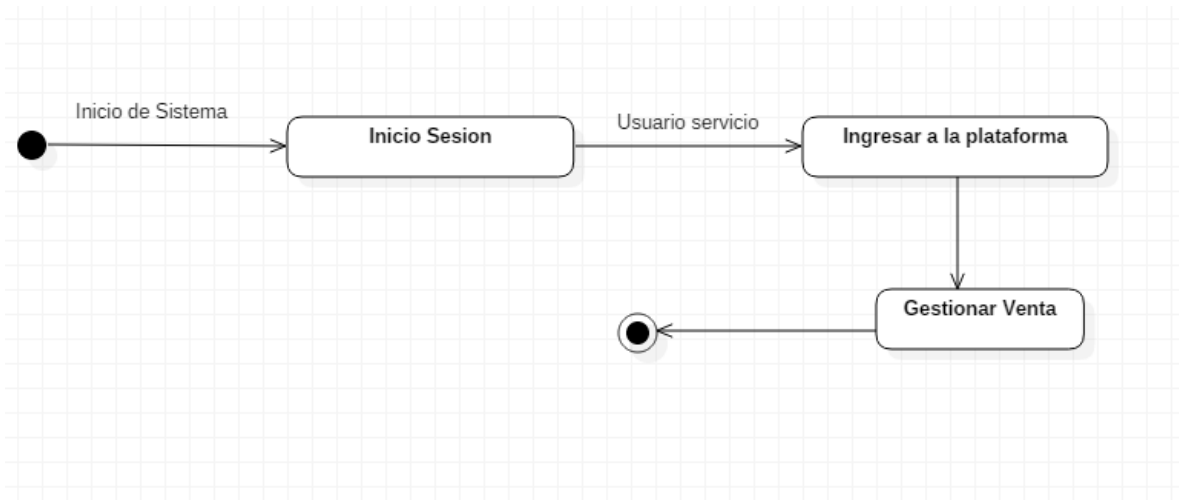 Inicio de Sistema
Inicio Sesion
Usuario servicio
Ingresar a la plataforma
Gestionar Venta